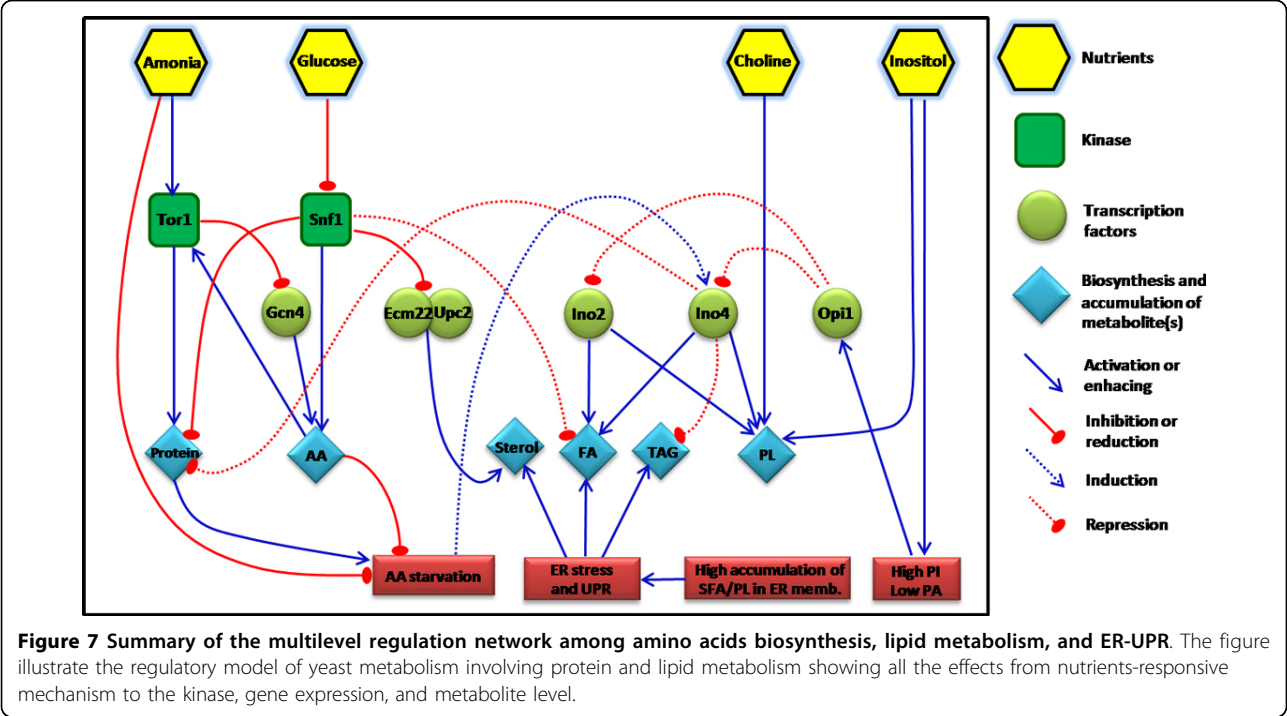 Amonia
Glucose
Choline
Inositol
Nutrients
Kinase
Tor1
Snf1
Transcription
factors
Gcn4
Ecm22
Upc2
Ino2
Ino4
Opi1
Biosynthesis and
accumulation of
metabolite(s)
Activation or
enhacing
Protein
AA
Sterol
FA
TAG
PL
Inhibition or
reduction
Induction
Repression
AA starvation
ER stress
and UPR
High accumulation of
SFA/PL in ER memb.
High PI
Low PA
Figure 7 Summary of the multilevel regulation network among amino acids biosynthesis, lipid metabolism, and ER-UPR. The figure
illustrate the regulatory model of yeast metabolism involving protein and lipid metabolism showing all the effects from nutrients-responsive
mechanism to the kinase, gene expression, and metabolite level.